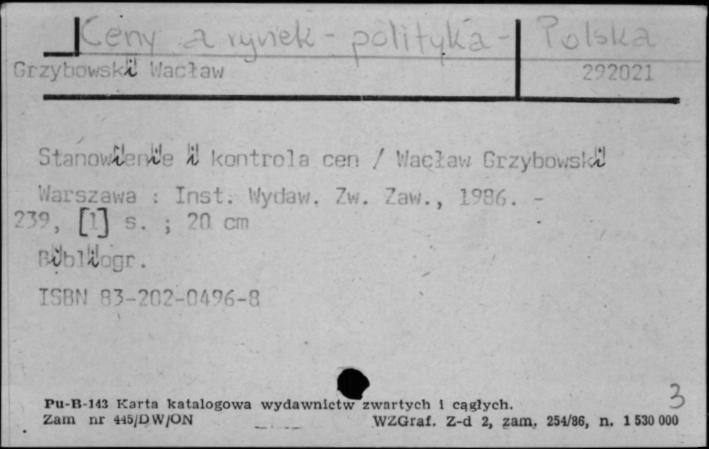 Ceny a rynek - polityka - Polska
Grzybowski Wacław 292021
Stanowienie i kontrola cen / Wacław Grzybowski
Warszawa : Inst. Wydaw. Zw. Zaw., 1986. -
239, [1] s. ; 20 cm
Bibliogr.
ISBN 83-202-0496-8
3
Pu-B-143 Karta katalogowa wydawnictw zwartych i ciągłych.
Zam nr 445/DW/ON WZGraf. Z-d 2, zam. 254/86, n. 1 530 000